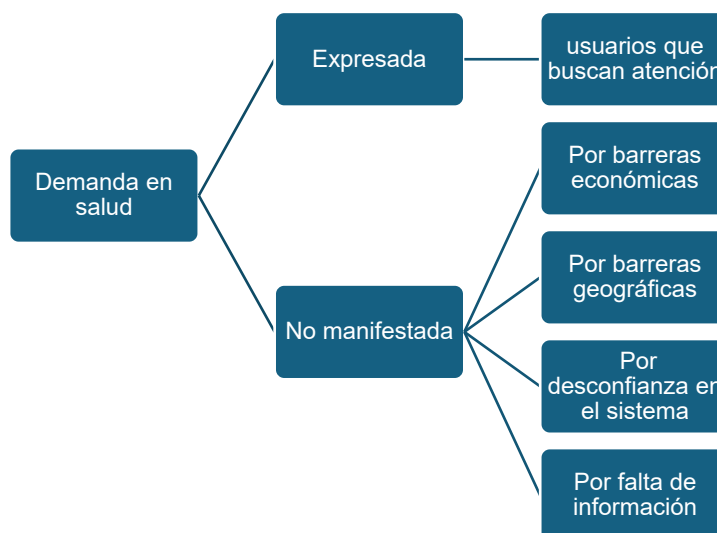 Expresada
usuarios que
buscan atención
Demanda en
salud
Por barreras
económicas
Por barreras
geográficas
No manifestada
Por
desconfianza en
el sistema
Por falta de
información